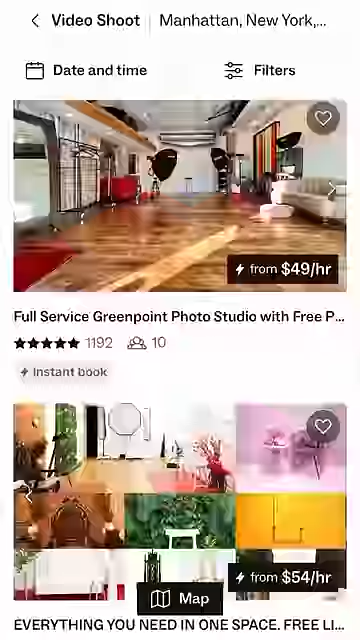 Video Shoot
Manhattan, New York,...
Date and time
Filters
from $49/hr
Full Service Greenpoint Photo Studio with Free P...
1192
10
Instant book
from $54/hr
Map
EVERYTHING YOU NEED IN ONE SPACE. FREE LI...